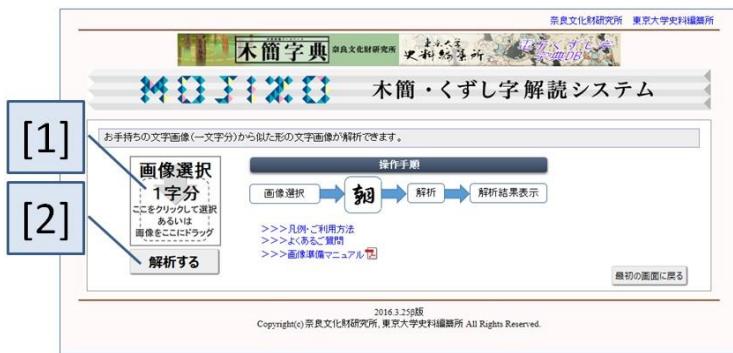 奈良文化財研究所　東京大学史料編纂所
木簡字典 奈良文化財研究所 東京大学史料編纂所
MOJIZO 木簡・くずし字解読システム
お手持ちの文字画像(一文字分)から似た形の文字画像が解析できます。
[1]
画像選択
1字分
ここをクリックして選択
あるいは
画像をここにドラッグ
[2]
解析する
操作手順
画像選択 朝 解析 解析結果表示
>>>凡例・ご利用方法
>>>よくあるご質問
>>>画像準備マニュアル
最初の画面に戻る
2016.3.25β版
Copyright(c) 奈良文化財研究所, 東京大学史料編纂所 All Rights Reserved.